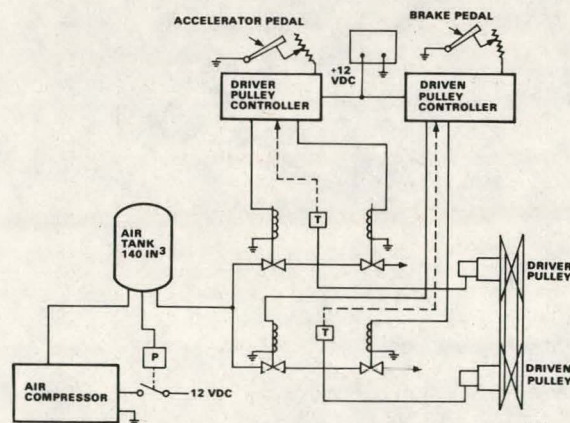 ACCELERATOR PEDAL
BRAKE PEDAL
+12
VDC
DRIVER
PULLEY
CONTROLLER
DRIVEN
PULLEY
CONTROLLER
AIR
TANK
140 IN³
T
DRIVER
PULLEY
T
P
AIR
COMPRESSOR
12 VDC
DRIVEN
PULLEY